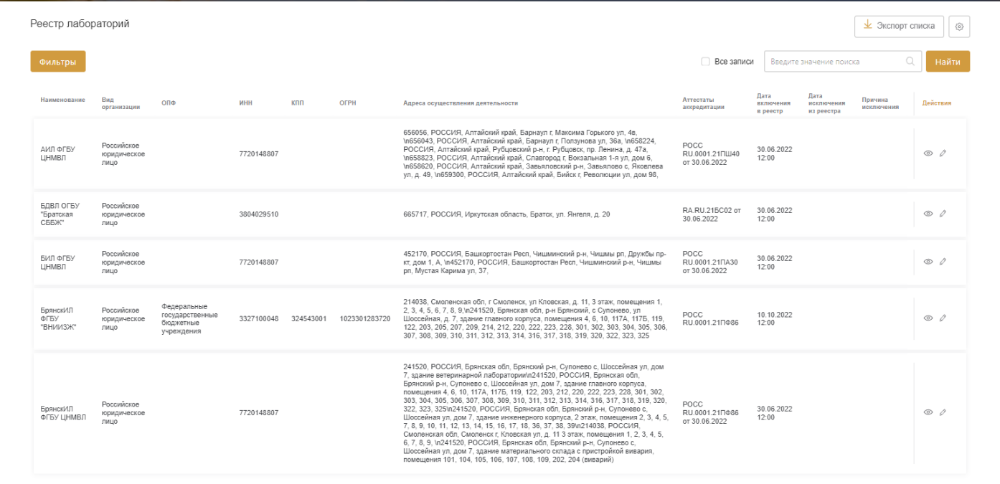 Реестр лабораторий
Экспорт списка
Фильтры
Все записи
Введите значение поиска
Найти
Наименование
Вид
организации
ОПФ
ИНН
КПП
ОГРН
Адреса осуществления деятельности
Аттестаты
аккредитации
Дата
включения
в реестр
Дата
исключения
из реестра
Причина
исключения
Действия
АИЛ ФГБУ
ЦНМВЛ
Российское
юридическое
лицо
7720148807
656056, РОССИЯ, Алтайский край, Барнаул г, Максима Горького ул, 4в,
\n656043, РОССИЯ, Алтайский край, Барнаул г, Ползунова ул, 36а, \n658224,
РОССИЯ, Алтайский край, Рубцовский р-н, г. Рубцовск, пр. Ленина, д. 47а,
\n658823, РОССИЯ, Алтайский край, Славгород г, Вокзальная 1-я ул, дом 6,
\n658620, РОССИЯ, Алтайский край, Завьяловский р-н, Завьялово с, Яковлева
ул, д. 49, \n659300, РОССИЯ, Алтайский край, Бийск г, Революции ул, дом 98,
РОСС
RU.0001.21ПШ40
от 30.06.2022
30.06.2022
12:00
БДВЛ ОГБУ
"Братская
СББЖ"
Российское
юридическое
лицо
3804029510
665717, РОССИЯ, Иркутская область, Братск, ул. Янгеля, д. 20
RA.RU.21БС02 от
30.06.2022
30.06.2022
12:00
БИЛ ФГБУ
ЦНМВЛ
Российское
юридическое
лицо
7720148807
452170, РОССИЯ, Башкортостан Респ, Чишминский р-н, Чишмы рп, Дружбы пр-
кт, дом 1, А, \n452170, РОССИЯ, Башкортостан Респ, Чишминский р-н, Чишмы
рп, Мустая Карима ул, 37,
РОСС
RU.0001.21ПА30
от 30.06.2022
30.06.2022
12:00
БрянскИЛ
ФГБУ
"ВНИИЗЖ"
Российское
юридическое
лицо
Федеральные
государственные
бюджетные
учреждения
3327100048
324543001
1023301283720
214038, Смоленская обл, г Смоленск, ул Кловская, д. 11, 3 этаж, помещения 1,
2, 3, 4, 5, 6, 7, 8, 9,\n241520, Брянская обл, р-н Брянский, с Супонево, ул
Шоссейная, д. 7, здание главного корпуса, помещения 4, 6, 10, 117А, 117Б, 119,
122, 203, 205, 207, 209, 214, 212, 220, 222, 223, 228, 301, 302, 303, 304, 305, 306,
307, 308, 309, 310, 311, 312, 313, 314, 316, 317, 318, 319, 320, 322, 323, 325
РОСС
RU.0001.21ПФ86
10.10.2022
12:00
БрянскИЛ
ФГБУ ЦНМВЛ
Российское
юридическое
лицо
7720148807
241520, РОССИЯ, Брянская обл, Брянский р-н, Супонево с, Шоссейная ул, дом
7, здание ветеринарной лаборатории\n241520, РОССИЯ, Брянская обл,
Брянский р-н, Супонево с, Шоссейная ул, дом 7, здание главного корпуса,
помещения 4, 6, 10, 117А, 117Б, 119, 122, 203, 212, 220, 222, 223, 228, 301, 302,
303, 304, 305, 306, 307, 308, 309, 310, 311, 312, 313, 314, 316, 317, 318, 319, 320,
322, 323, 325\n241520, РОССИЯ, Брянская обл, Брянский р-н, Супонево с,
Шоссейная ул, дом 7, здание инженерного корпуса, 2 этаж, помещения 2, 3, 4, 5,
7, 8, 9, 10, 11, 12, 13, 14, 15, 16, 17, 18, 36, 37, 38, 39\n214038, РОССИЯ,
Смоленская обл, Смоленск г, Кловская ул, д. 11 3 этаж, помещения 1, 2, 3, 4, 5,
6, 7, 8, 9, \n241520, РОССИЯ, Брянская обл, Брянский р-н, Супонево с,
Шоссейная ул, дом 7, здание материального склада с пристройкой вивария,
помещения 101, 104, 105, 106, 107, 108, 109, 202, 204 (виварий)
РОСС
RU.0001.21ПФ86
от 30.06.2022
30.06.2022
12:00